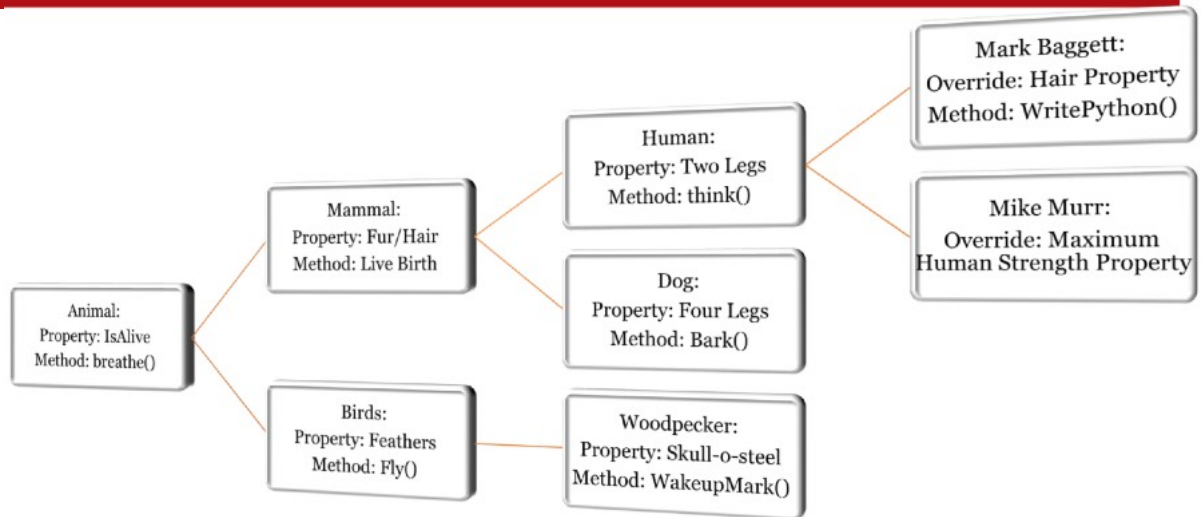 Animal:
Property: IsAlive
Method: breathe()
Mammal:
Property: Fur/Hair
Method: Live Birth
Birds:
Property: Feathers
Method: Fly()
Human:
Property: Two Legs
Method: think()
Dog:
Property: Four Legs
Method: Bark()
Woodpecker:
Property: Skull-o-steel
Method: WakeupMark()
Mark Baggett:
Override: Hair Property
Method: WritePython()
Mike Murr:
Override: Maximum
Human Strength Property